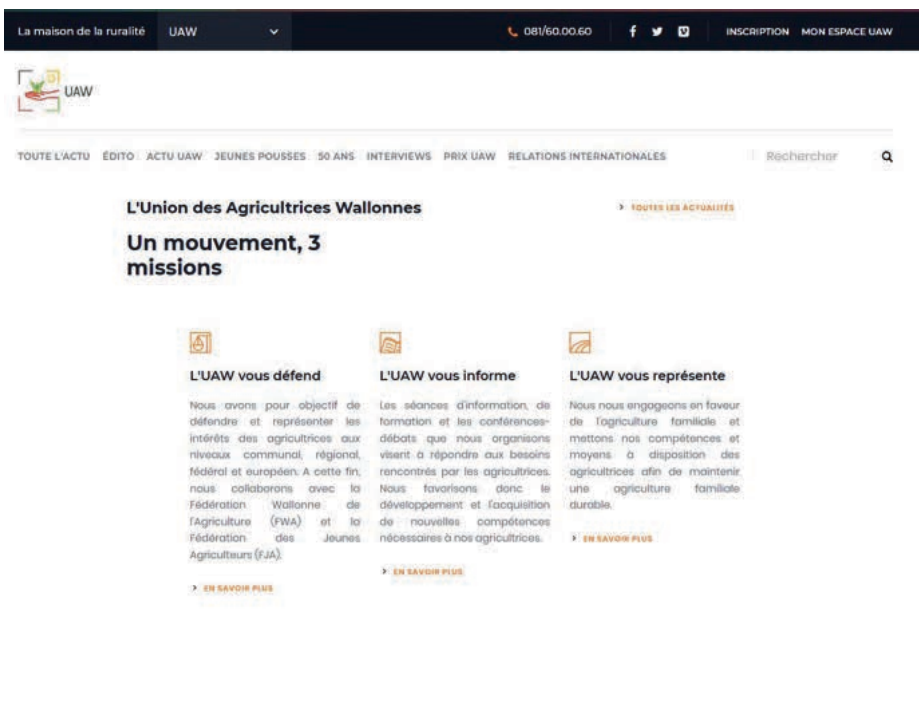 La maison de la ruralité
UAW
081/60.00.60
INSCRIPTION
MON ESPACE UAW
UAW
TOUTE L'ACTU
ÉDITO
ACTU UAW
JEUNES POUSSES
50 ANS
INTERVIEWS
PRIX UAW
RELATIONS INTERNATIONALES
Rechercher
L'Union des Agricultrices Wallonnes
> TOUTES LES ACTUALITÉS
Un mouvement, 3
missions
L'UAW vous défend
Nous avons pour objectif de
défendre et représenter les
intérêts des agricultrices aux
niveaux communal, régional,
fédéral et européen. A cette fin,
nous collaborons avec la
Fédération Wallonne de
l'Agriculture (FWA) et la
Fédération des Jeunes
Agriculteurs (FJA).
> EN SAVOIR PLUS
L'UAW vous informe
Les séances d'information, de
formation et les conférences-
débats que nous organisons
visent à répondre aux besoins
rencontrés par les agricultrices.
Nous favorisons donc le
développement et l'acquisition
de nouvelles compétences
nécessaires à nos agricultrices.
> EN SAVOIR PLUS
L'UAW vous représente
Nous nous engageons en faveur
de l'agriculture familiale et
mettons nos compétences et
moyens à disposition des
agricultrices afin de maintenir
une agriculture familiale
durable.
> EN SAVOIR PLUS